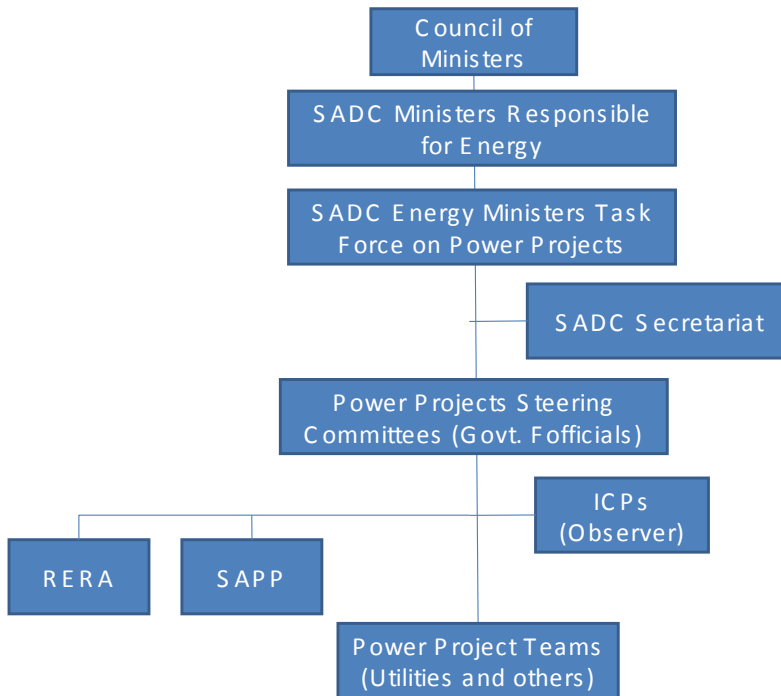 Council of
Ministers
SADC Ministers Responsible
for Energy
SADC Energy Ministers Task
Force on Power Projects
SADC Secretariat
Power Projects Steering
Committees (Govt. Fofficials)
ICPs
(Observer)
RERA
SAPP
Power Project Teams
(Utilities and others)